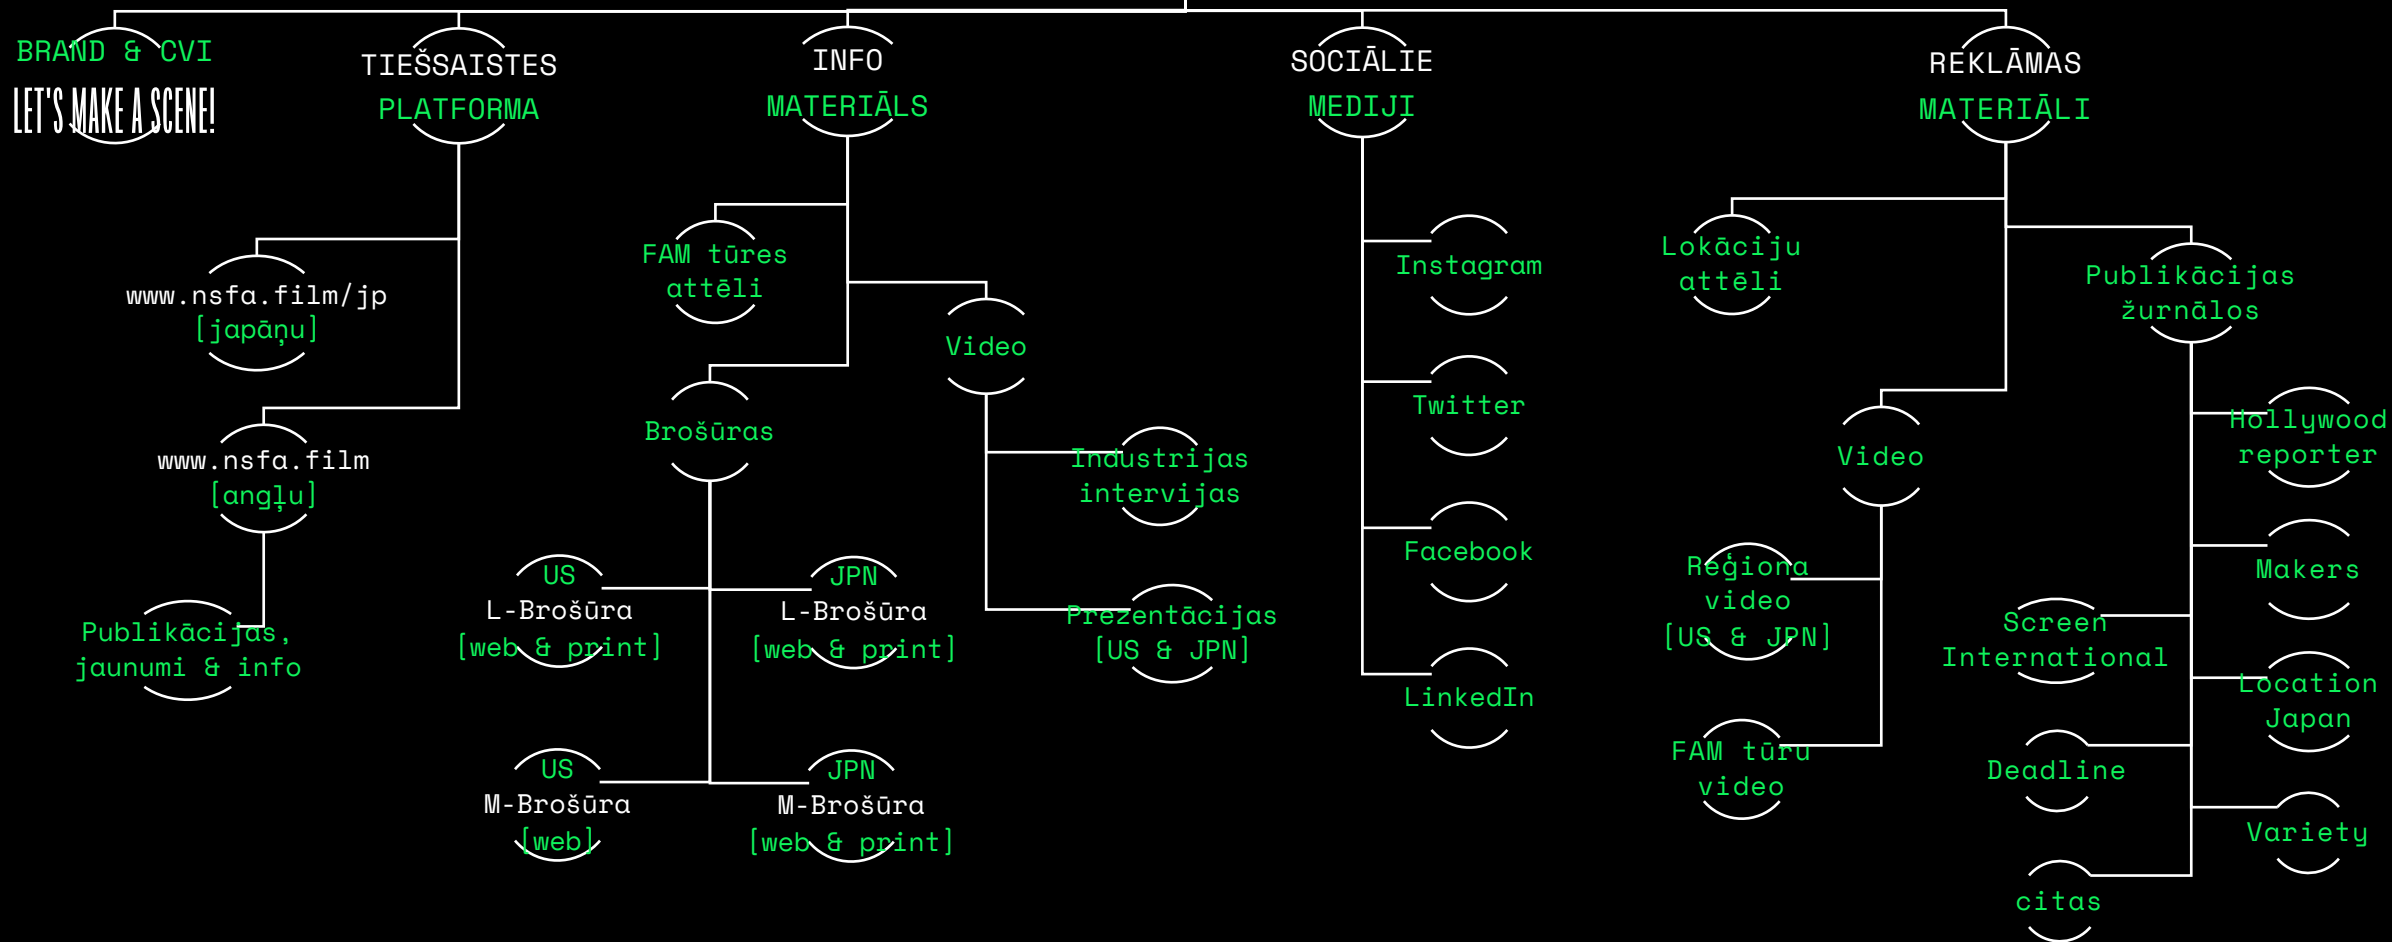 BRAND & CVI
LET'S MAKE A SCENE!
TIEŠSAISTES
PLATFORMA
www.nsfa.film/jp
[japāņu]
www.nsfa.film
[angļu]
Publikācijas,
jaunumi & info
INFO
MATERIĀLS
FAM tūres
attēli
Video
Industrijas
intervijas
Prezentācijas
[US & JPN]
Brošūras
US
L-Brošūra
[web & print]
JPN
L-Brošūra
[web & print]
US
M-Brošūra
[web]
JPN
M-Brošūra
[web & print]
SOCIĀLIE
MEDIJI
Instagram
Twitter
Facebook
LinkedIn
REKLĀMAS
MATERIĀLI
Lokāciju
attēli
Video
Reģiona
video
[US & JPN]
FAM tūru
video
Publikācijas
žurnālos
Hollywood
reporter
Makers
Screen
International
Location
Japan
Deadline
Variety
citas